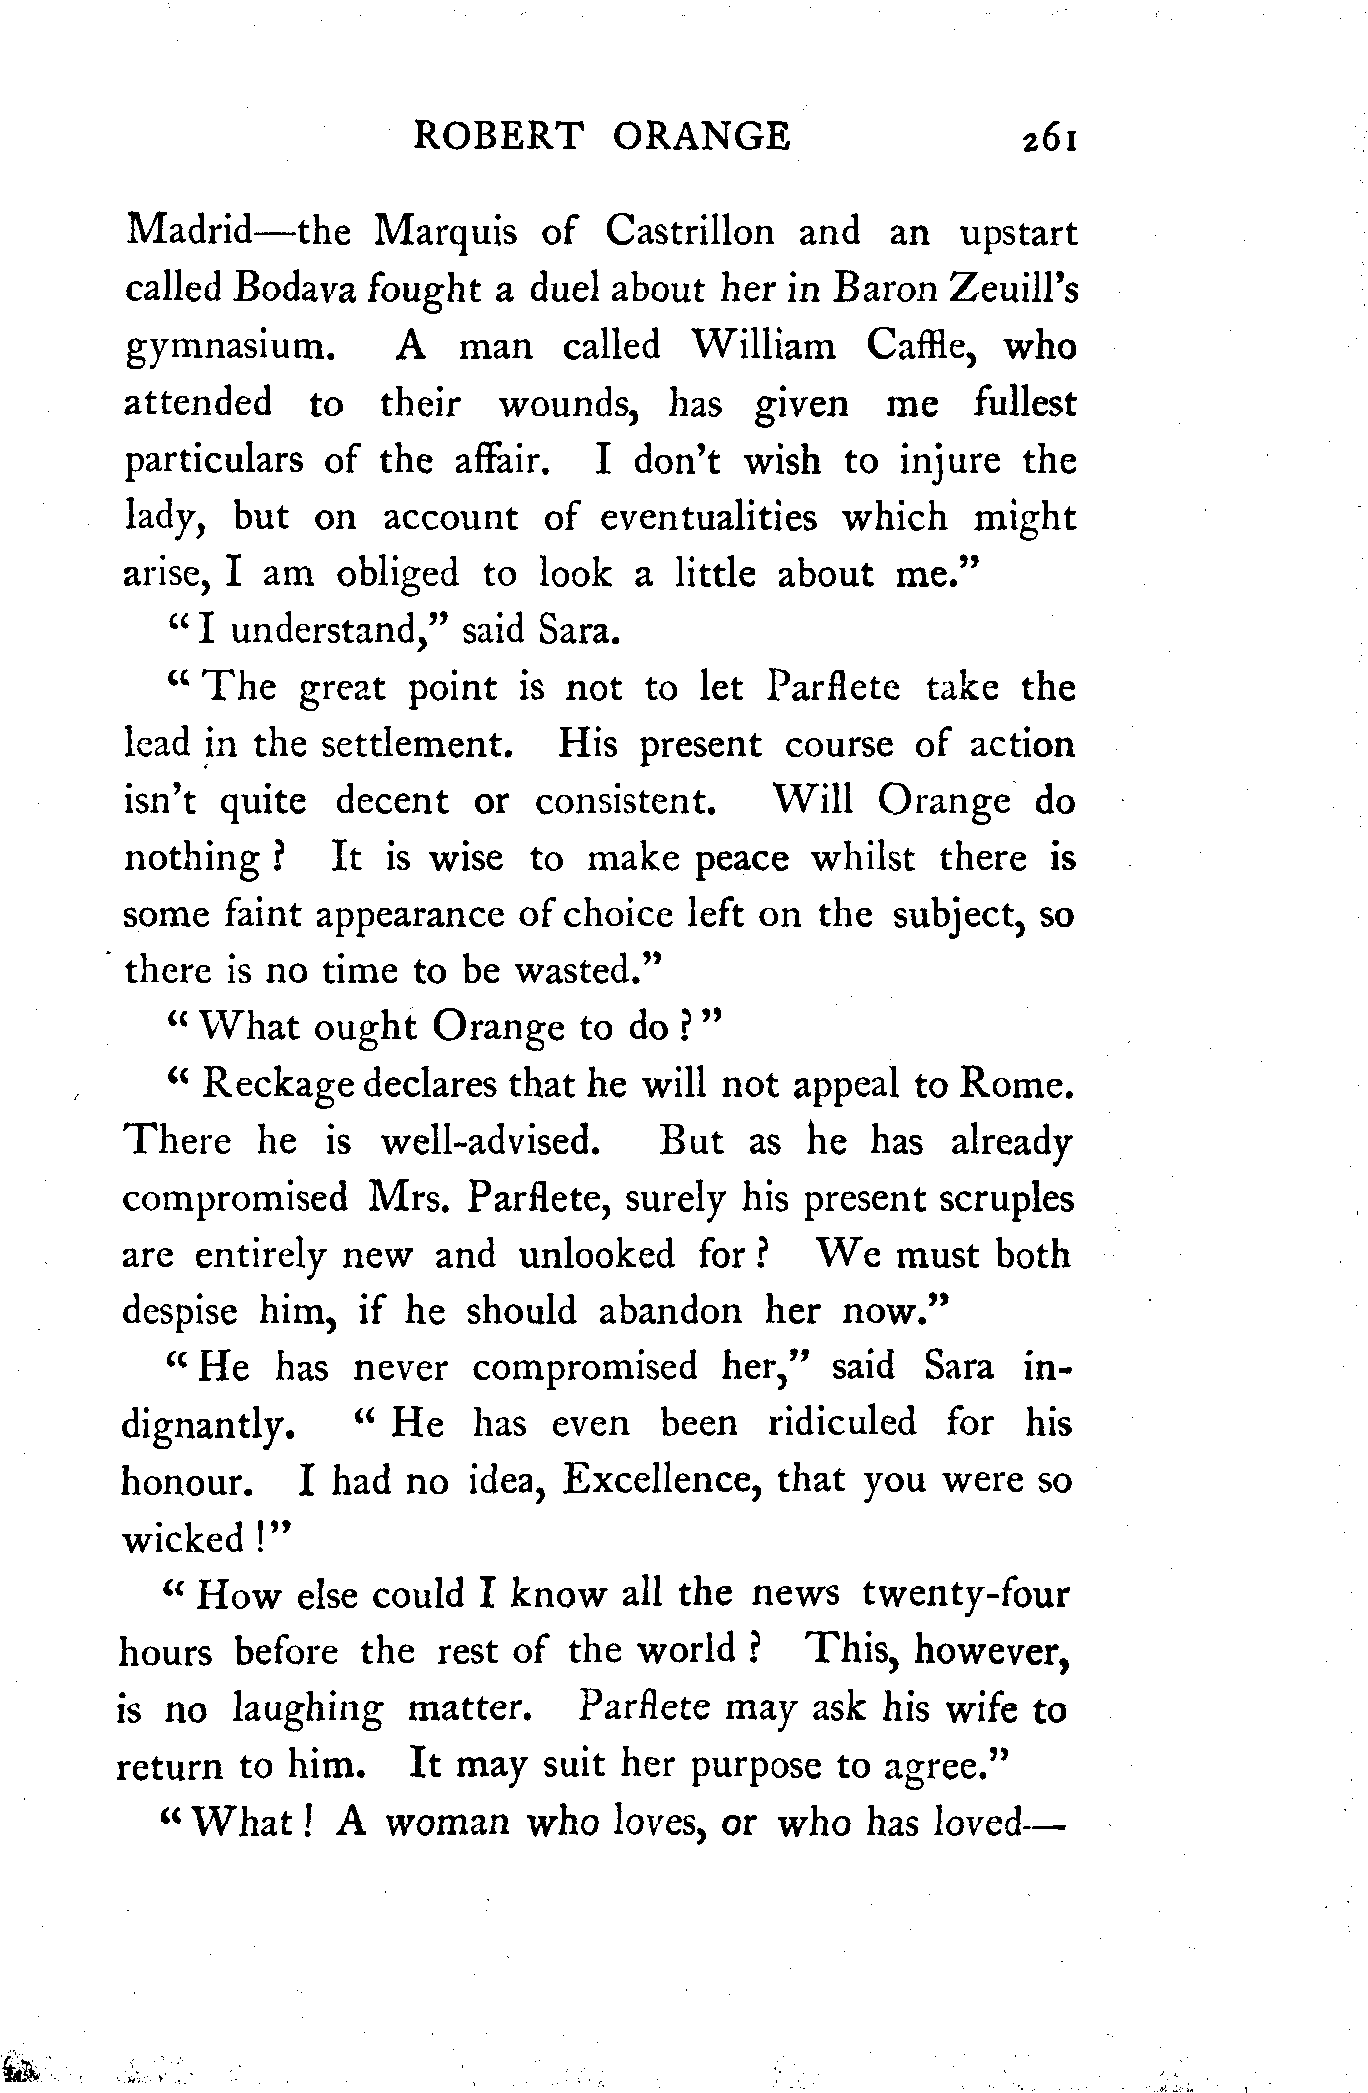 ROBERT ORANGE 261
Madrid—the Marquis of Castrillon and an upstart
called Bodava fought a duel about her in Baron Zeuill's
gymnasium. A man called William Caffle, who
attended to their wounds, has given me fullest
particulars of the affair. I don't wish to injure the
lady, but on account of eventualities which might
arise, I am obliged to look a little about me."
"I understand," said Sara.
"The great point is not to let Parflete take the
lead in the settlement. His present course of action
isn't quite decent or consistent. Will Orange do
nothing? It is wise to make peace whilst there is
some faint appearance of choice left on the subject, so
there is no time to be wasted."
"What ought Orange to do?"
"Reckage declares that he will not appeal to Rome.
There he is well-advised. But as he has already
compromised Mrs. Parflete, surely his present scruples
are entirely new and unlooked for? We must both
despise him, if he should abandon her now."
"He has never compromised her," said Sara in-
dignantly. "He has even been ridiculed for his
honour. I had no idea, Excellence, that you were so
wicked!"
"How else could I know all the news twenty-four
hours before the rest of the world? This, however,
is no laughing matter. Parflete may ask his wife to
return to him. It may suit her purpose to agree."
"What! A woman who loves, or who has loved—